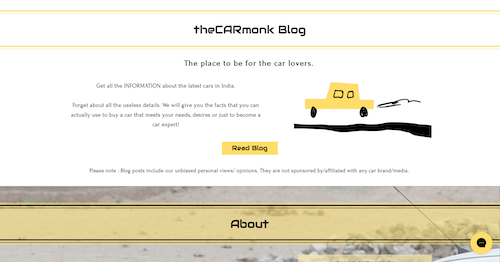 theCARmonk Blog
The place to be for the car lovers.
Get all the INFORMATION about the latest cars in India.
Forget about all the useless details. We will give you the facts that you can
actually use to buy a car that meets your needs, desires or just to become a
car expert!
Read Blog
Please note : Blog posts include our unbiased personal views/ opinions. They are not sponsored by/affiliated with any car brand/media.
About